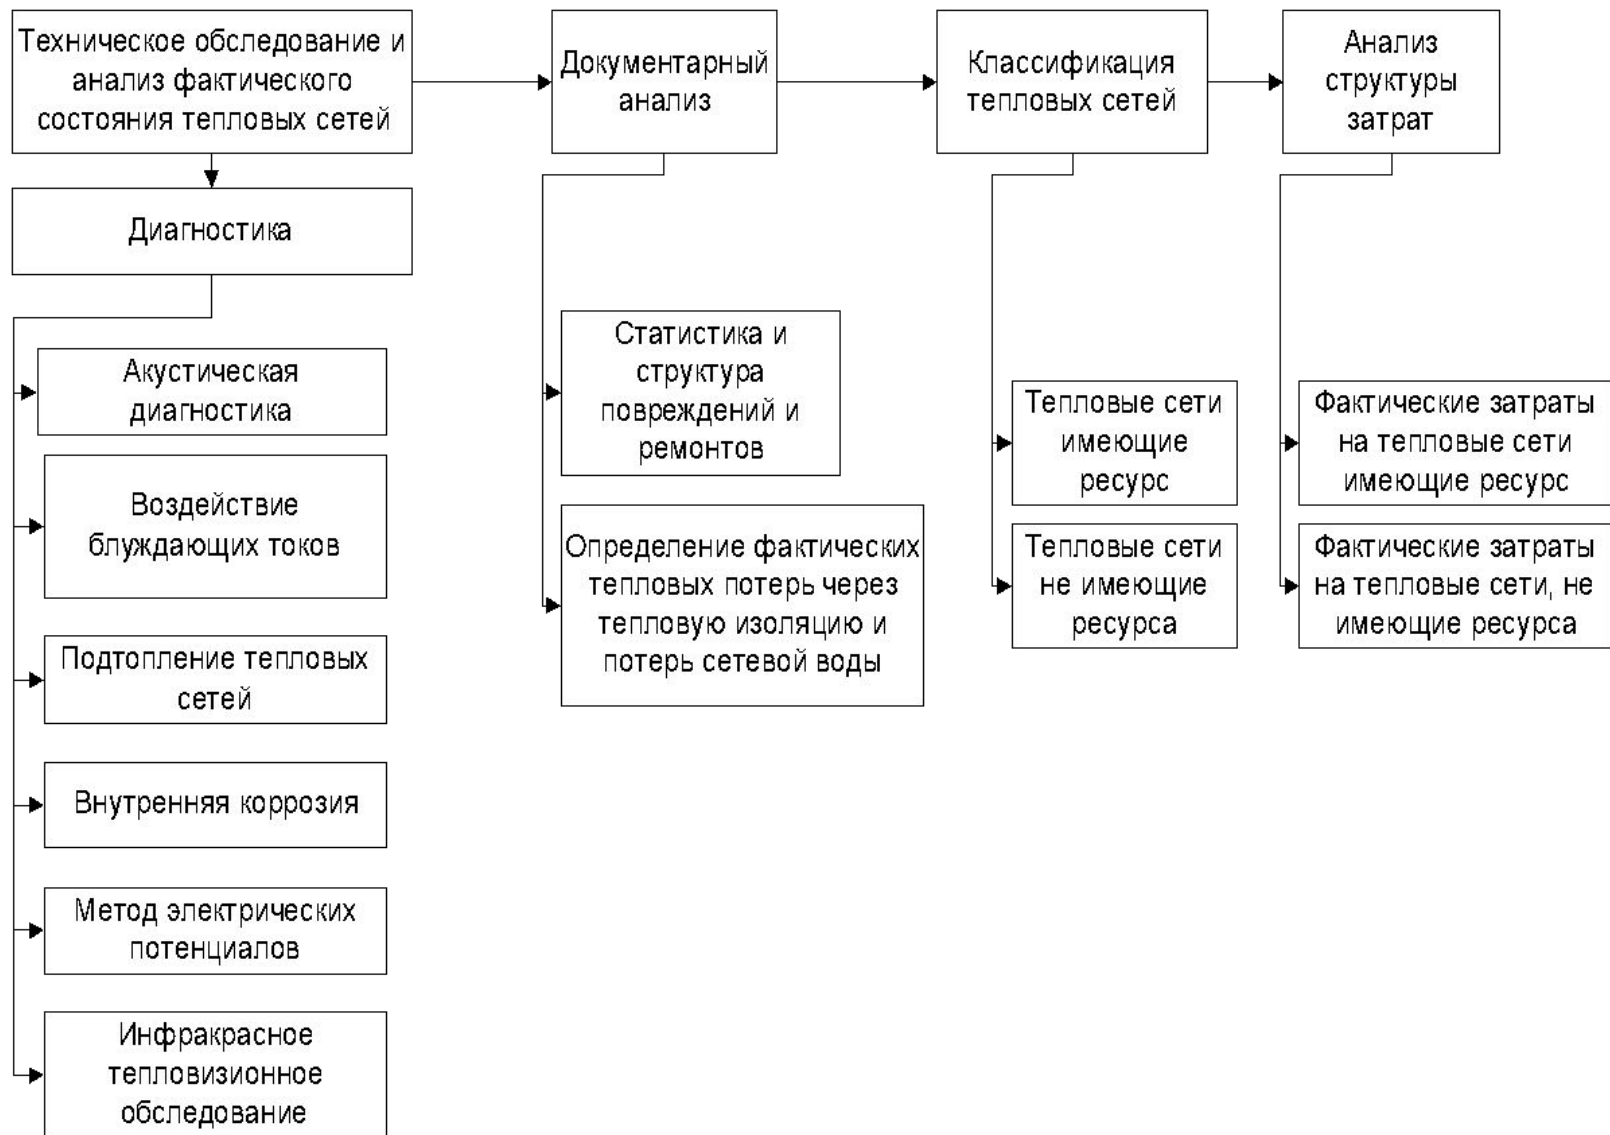 Техническое обследование и
анализ фактического
состояния тепловых сетей
Документарный
анализ
Классификация
тепловых сетей
Анализ
структуры
затрат
Диагностика
Акустическая
диагностика
Воздействие
блуждающих токов
Подтопление тепловых
сетей
Внутренняя коррозия
Метод электрических
потенциалов
Инфракрасное
тепловизионное
обследование
Статистика и
структура
повреждений и
ремонтов
Определение фактических
тепловых потерь через
тепловую изоляцию и
потерь сетевой воды
Тепловые сети
имеющие
ресурс
Тепловые сети
не имеющие
ресурса
Фактические затраты
на тепловые сети
имеющие ресурс
Фактические затраты
на тепловые сети, не
имеющие ресурса